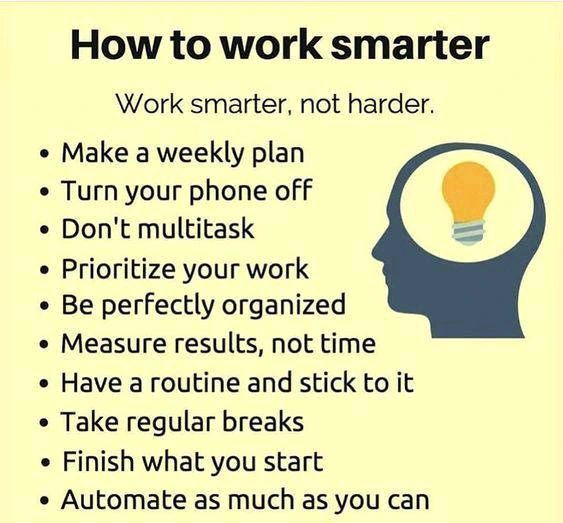 How to work smarter
Work smarter, not harder.
• Make a weekly plan
• Turn your phone off
• Don't multitask
• Prioritize your work
• Be perfectly organized
• Measure results, not time
• Have a routine and stick to it
• Take regular breaks
• Finish what you start
• Automate as much as you can